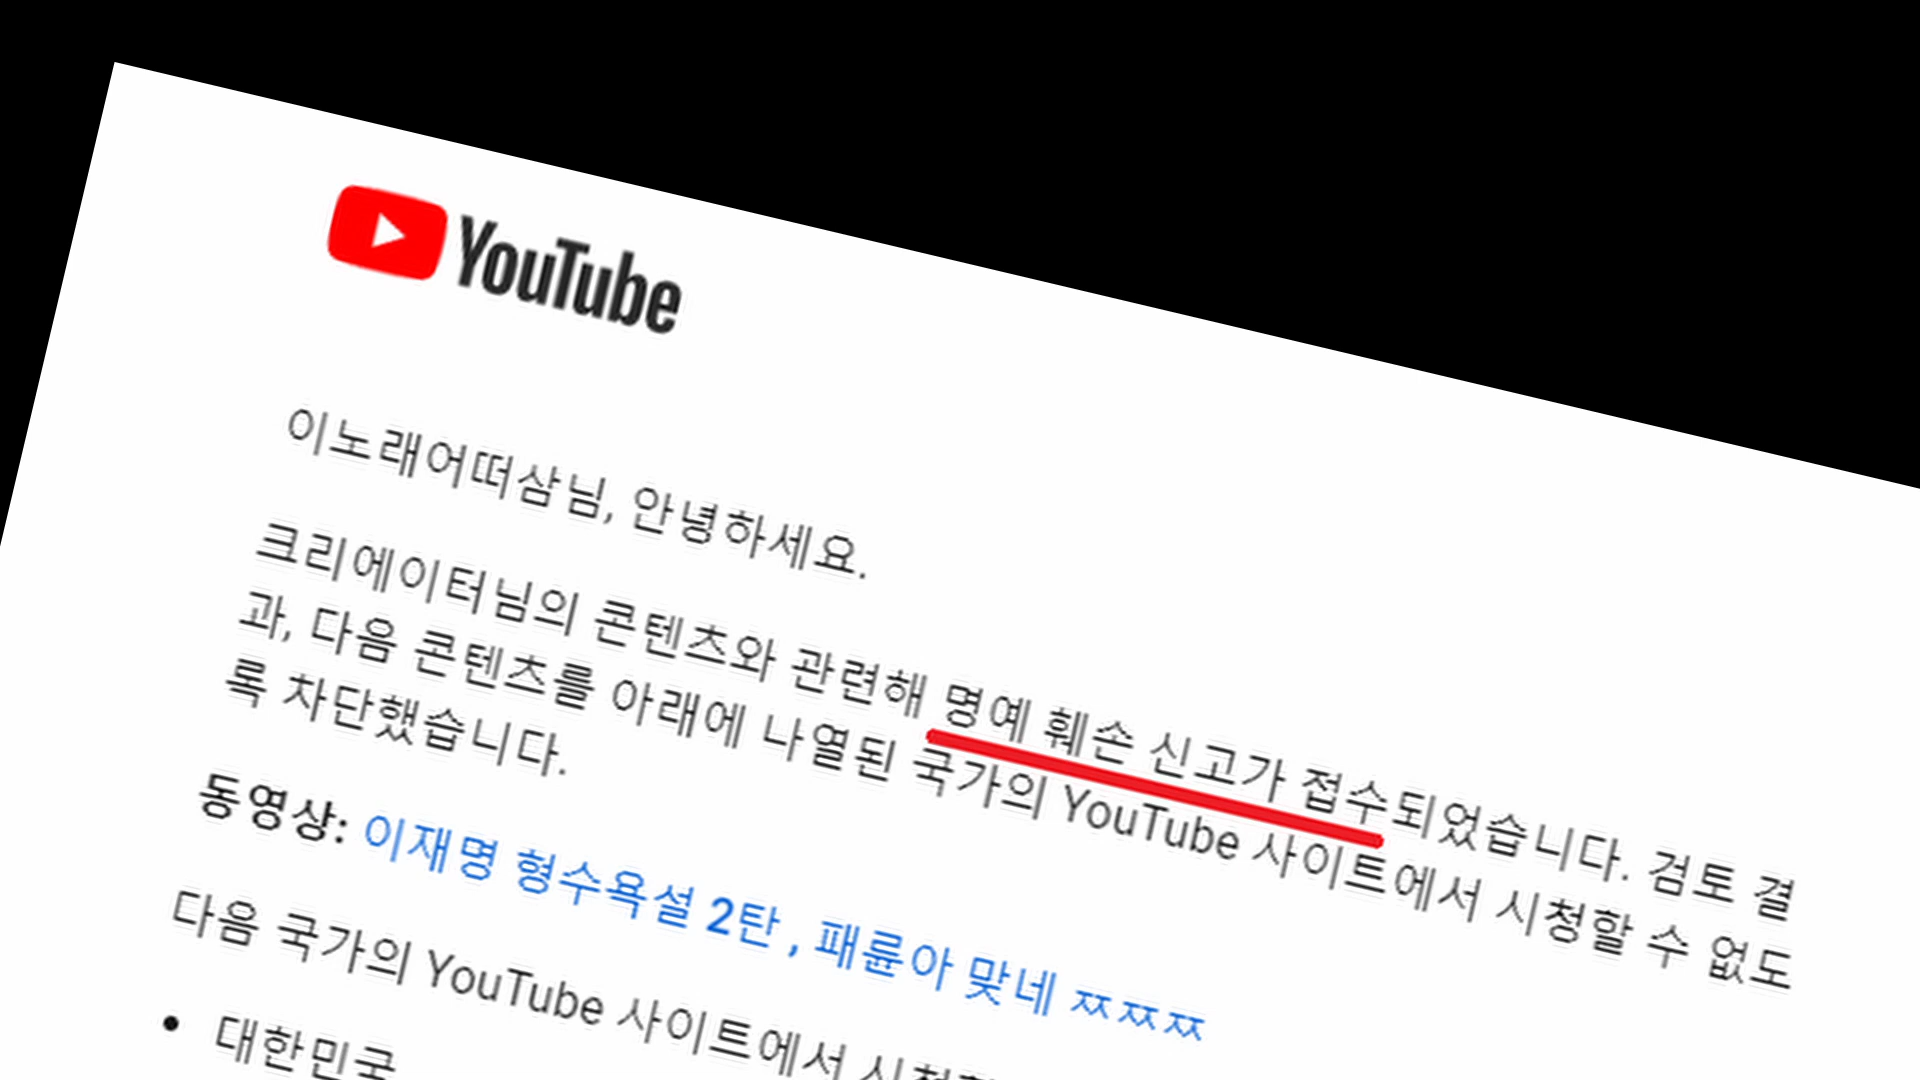 YouTube
이노래어떠삼님, 안녕하세요.
크리에이터님의 콘텐츠와 관련해 명예 훼손 신고가 접수되었습니다. 검토 결
과, 다음 콘텐츠를 아래에 나열된 국가의 YouTube 사이트에서 시청할 수 없도
록 차단했습니다.
동영상: 이재명 형수욕설 2탄 , 패륜아 맞네 ㅉㅉㅉ
다음 국가의 YouTube 사이트에서
• 대한민국